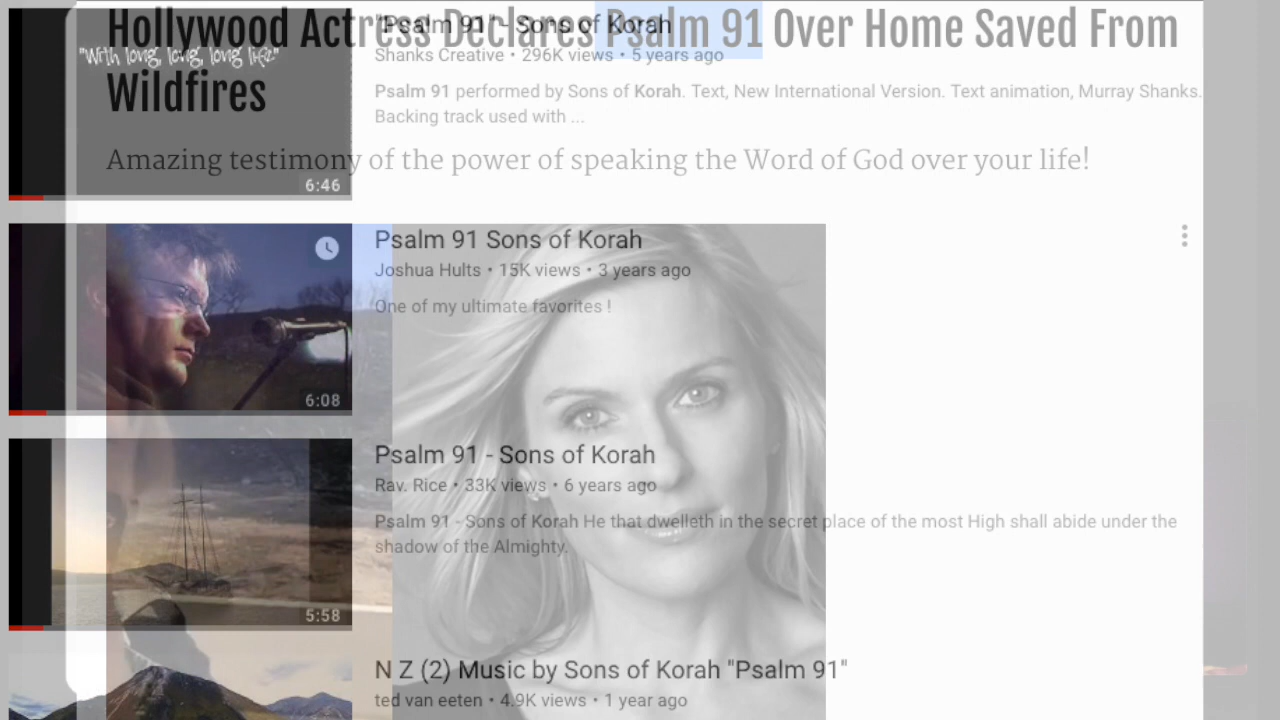 Hollywood Actress Declares Psalm 91 Over Home Saved From
Wildfires
Amazing testimony of the power of speaking the Word of God over your life!
"With long, long, long life"
6:46
"Psalm 91" - Sons of Korah
Shanks Creative • 296K views • 5 years ago
Psalm 91 performed by Sons of Korah. Text, New International Version. Text animation, Murray Shanks.
Backing track used with ...
6:08
Psalm 91 Sons of Korah
Joshua Hults • 15K views • 3 years ago
One of my ultimate favorites !
5:58
Psalm 91 - Sons of Korah
Rav. Rice • 33K views • 6 years ago
Psalm 91 - Sons of Korah He that dwelleth in the secret place of the most High shall abide under the
shadow of the Almighty.
N Z (2) Music by Sons of Korah "Psalm 91"
ted van eeten • 4.9K views • 1 year ago